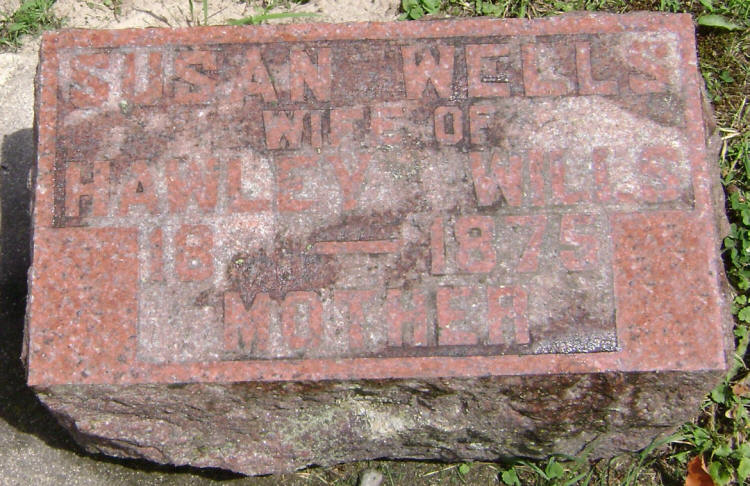 SUSAN WELLS
WIFE OF
HAWLEY WILLS
18 — 1875
MOTHER